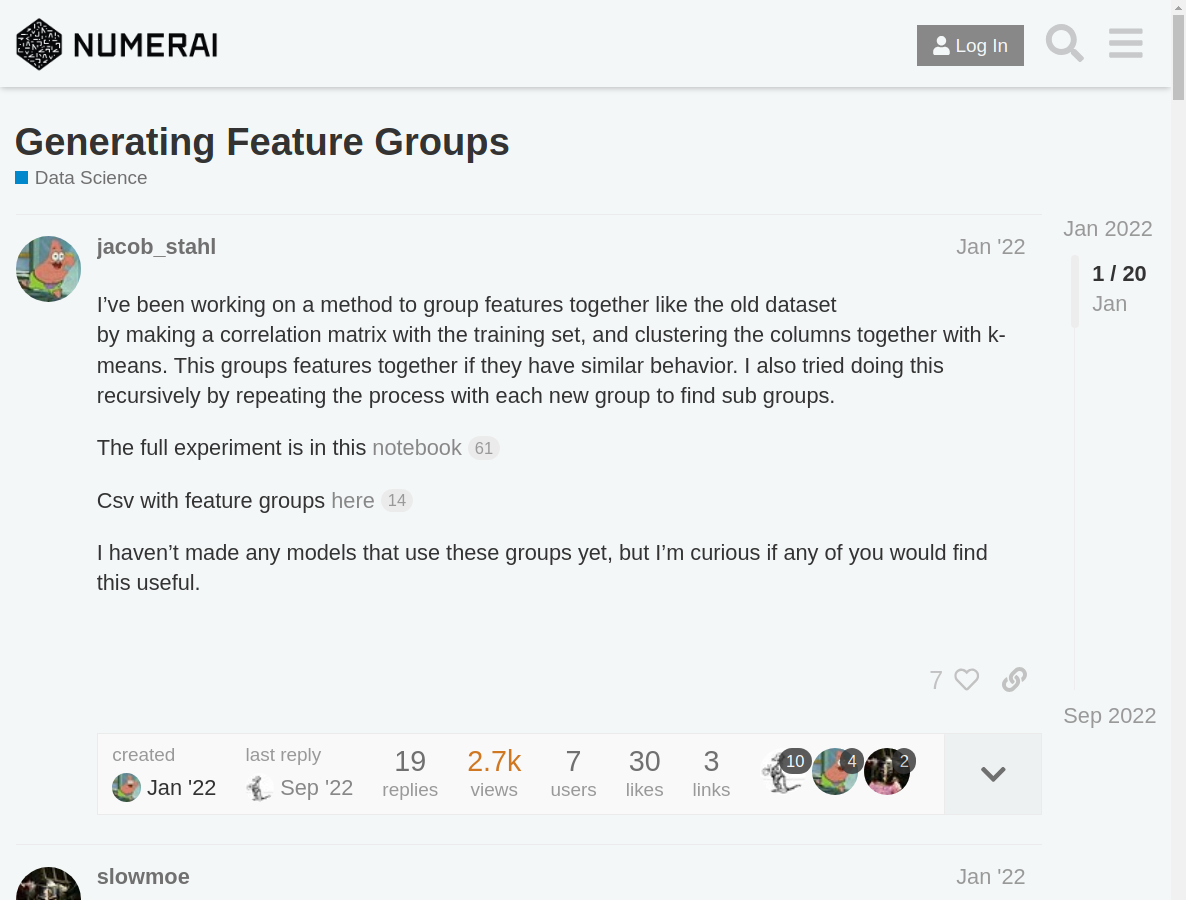 NUMERAI
Log In
Generating Feature Groups
Data Science
jacob_stahl
Jan '22
I’ve been working on a method to group features together like the old dataset
by making a correlation matrix with the training set, and clustering the columns together with k-
means. This groups features together if they have similar behavior. I also tried doing this
recursively by repeating the process with each new group to find sub groups.
The full experiment is in this notebook 61
Csv with feature groups here 14
I haven’t made any models that use these groups yet, but I’m curious if any of you would find
this useful.
7
Jan 2022
1 / 20
Jan
Sep 2022
created
Jan '22
last reply
Sep '22
19
replies
2.7k
views
7
users
30
likes
3
links
10
4
2
slowmoe
Jan '22